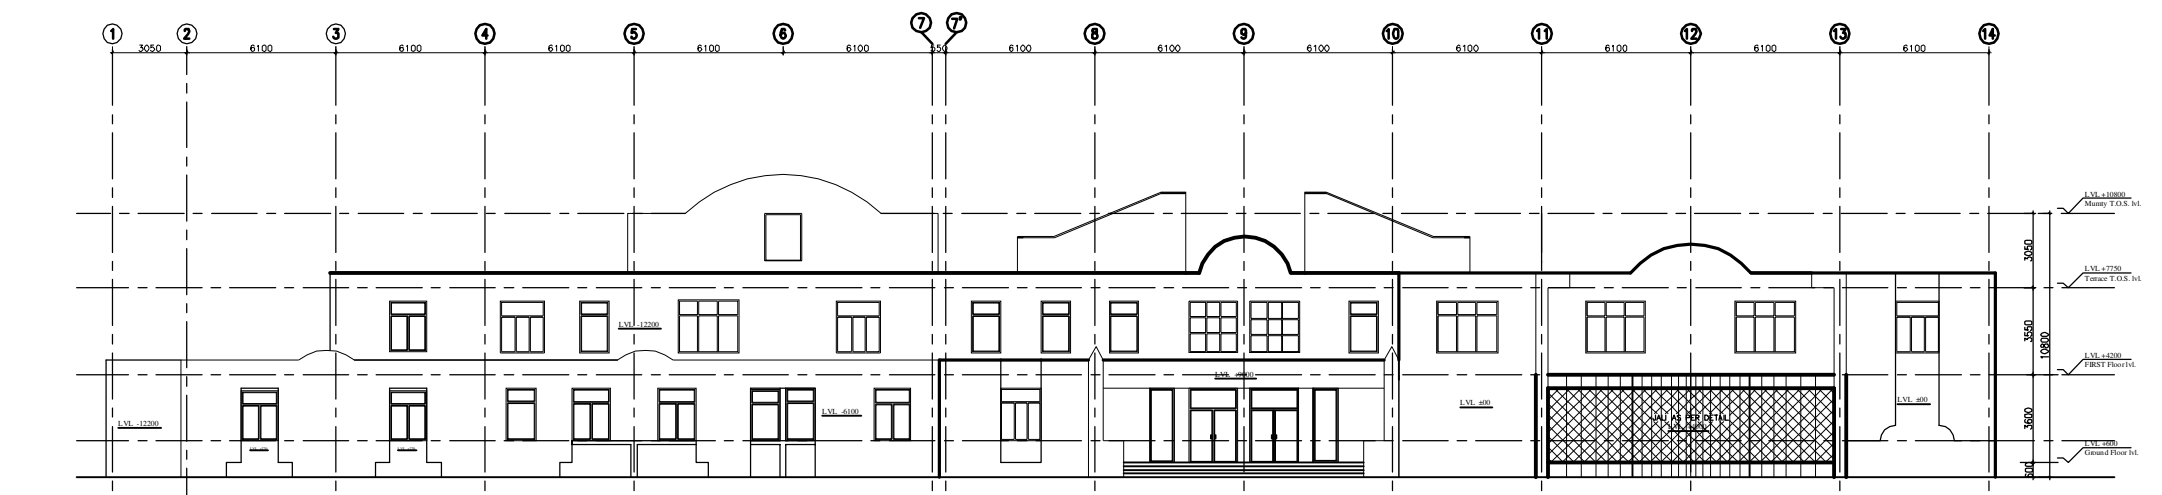 1 2 3 4 5 6 7 7' 8 9 10 11 12 13 14
3050 6100 6100 6100 6100 6100 550 6100 6100 6100 6100 6100 6100 6100
LVL +10800
Mumty T.O.S. lvl.
3050
LVL +7750
Terrace T.O.S. lvl.
LVL -12200
3550
10800
LVL +4200
FIRST Floor lvl.
LVL ±00
LVL ±00
LVL -6100
3600
JALI AS PER DETAIL
LVL -12200
LVL +600
Ground Floor lvl.
600